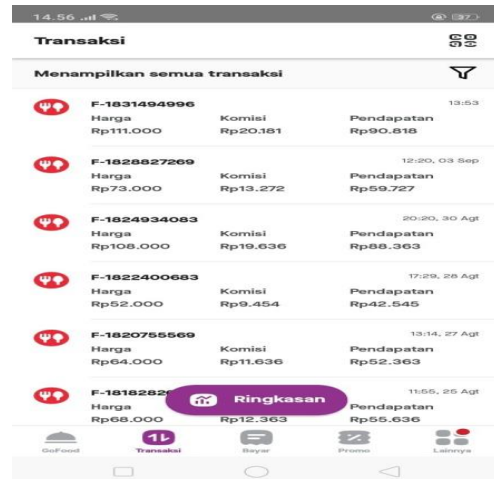 14.56
37
Transaksi
Menampilkan semua transaksi
F-1831494996 13:53
Harga Komisi Pendapatan
Rp111.000 Rp20.181 Rp90.818
F-1828827269 12:20, 03 Sep
Harga Komisi Pendapatan
Rp73.000 Rp13.272 Rp59.727
F-1824934083 20:20, 30 Agt
Harga Komisi Pendapatan
Rp108.000 Rp19.636 Rp88.363
F-1822400683 17:29, 28 Agt
Harga Komisi Pendapatan
Rp52.000 Rp9.454 Rp42.545
F-1820755569 13:14, 27 Agt
Harga Komisi Pendapatan
Rp64.000 Rp11.636 Rp52.363
F-1818282 11:55, 25 Agt
Ringkasan
Harga Pendapatan
Rp68.000 Rp12.363 Rp55.636
GoFood Transaksi Bayar Promo Lainnya